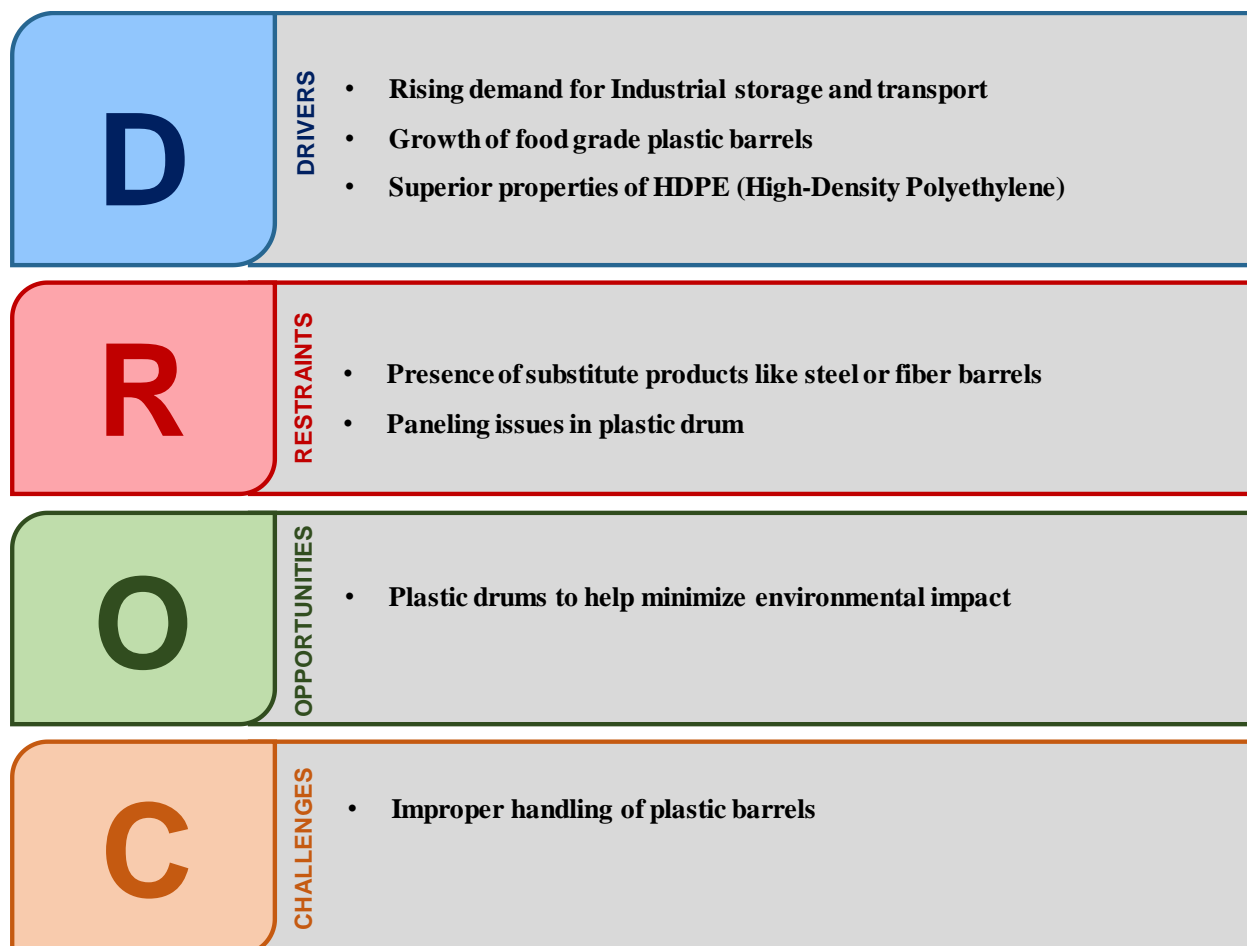 D
DRIVERS
• Rising demand for Industrial storage and transport
• Growth of food grade plastic barrels
• Superior properties of HDPE (High-Density Polyethylene)
R
RESTRAINTS
• Presence of substitute products like steel or fiber barrels
• Paneling issues in plastic drum
O
OPPORTUNITIES
• Plastic drums to help minimize environmental impact
C
CHALLENGES
• Improper handling of plastic barrels